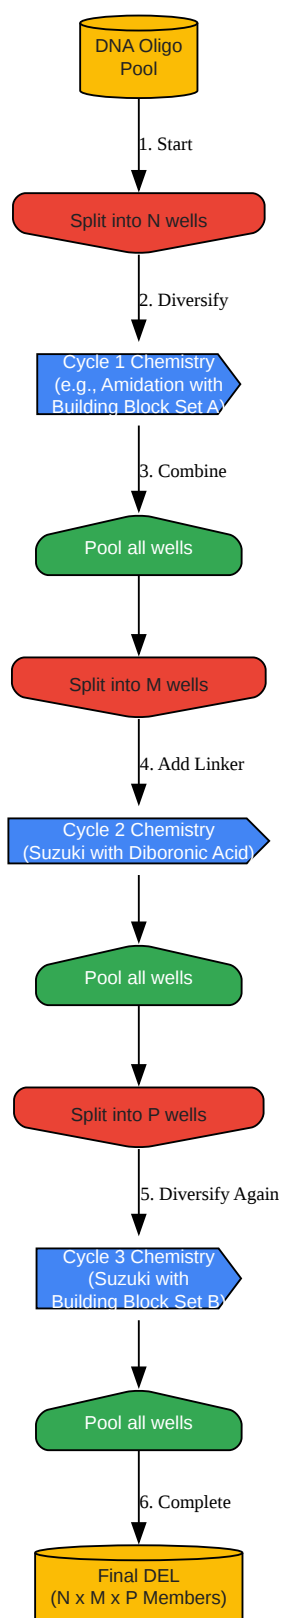 DNA Oligo
Pool
1. Start
Split into N wells
2. Diversify
Cycle 1 Chemistry
(e.g., Amidation with
Building Block Set A)
3. Combine
Pool all wells
Split into M wells
4. Add Linker
Cycle 2 Chemistry
(Suzuki with Diboronic Acid)
Pool all wells
Split into P wells
5. Diversify Again
Cycle 3 Chemistry
(Suzuki with
Building Block Set B)
Pool all wells
6. Complete
Final DEL
(N x M x P Members)